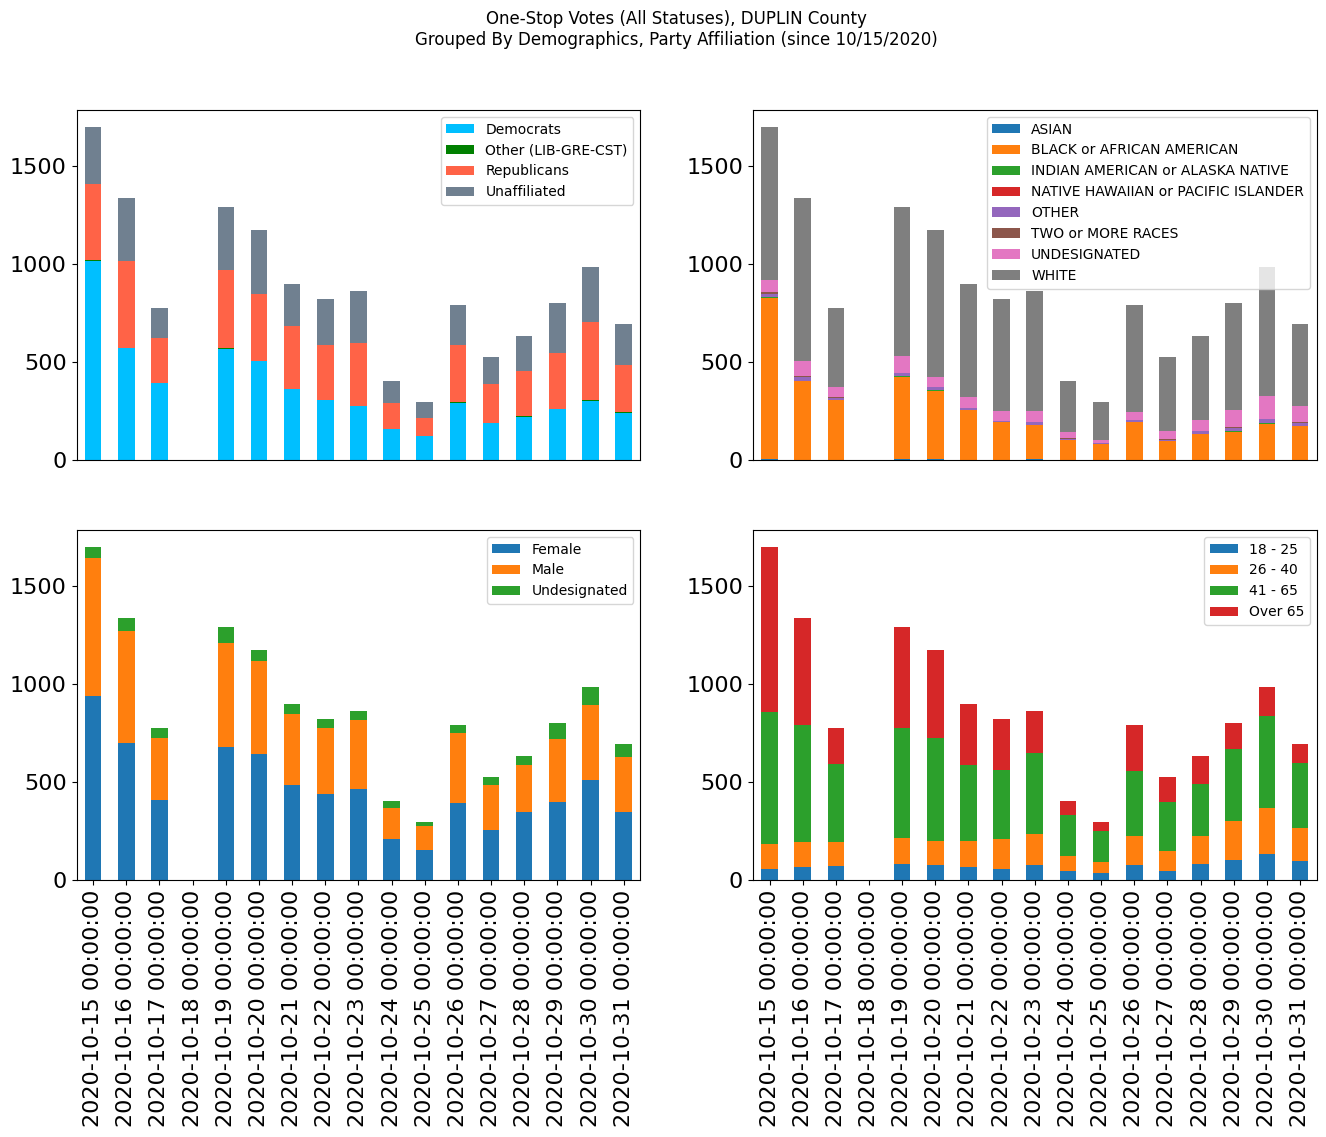 One-Stop Votes (All Statuses), DUPLIN County
Grouped By Demographics, Party Affiliation (since 10/15/2020)
1500
1000
500
0
Democrats
Other (LIB-GRE-CST)
Republicans
Unaffiliated
1500
1000
500
0
ASIAN
BLACK or AFRICAN AMERICAN
INDIAN AMERICAN or ALASKA NATIVE
NATIVE HAWAIIAN or PACIFIC ISLANDER
OTHER
TWO or MORE RACES
UNDESIGNATED
WHITE
1500
1000
500
0
Female
Male
Undesignated
2020-10-15 00:00:00
2020-10-16 00:00:00
2020-10-17 00:00:00
2020-10-18 00:00:00
2020-10-19 00:00:00
2020-10-20 00:00:00
2020-10-21 00:00:00
2020-10-22 00:00:00
2020-10-23 00:00:00
2020-10-24 00:00:00
2020-10-25 00:00:00
2020-10-26 00:00:00
2020-10-27 00:00:00
2020-10-28 00:00:00
2020-10-29 00:00:00
2020-10-30 00:00:00
2020-10-31 00:00:00
1500
1000
500
0
18 - 25
26 - 40
41 - 65
Over 65
2020-10-15 00:00:00
2020-10-16 00:00:00
2020-10-17 00:00:00
2020-10-18 00:00:00
2020-10-19 00:00:00
2020-10-20 00:00:00
2020-10-21 00:00:00
2020-10-22 00:00:00
2020-10-23 00:00:00
2020-10-24 00:00:00
2020-10-25 00:00:00
2020-10-26 00:00:00
2020-10-27 00:00:00
2020-10-28 00:00:00
2020-10-29 00:00:00
2020-10-30 00:00:00
2020-10-31 00:00:00